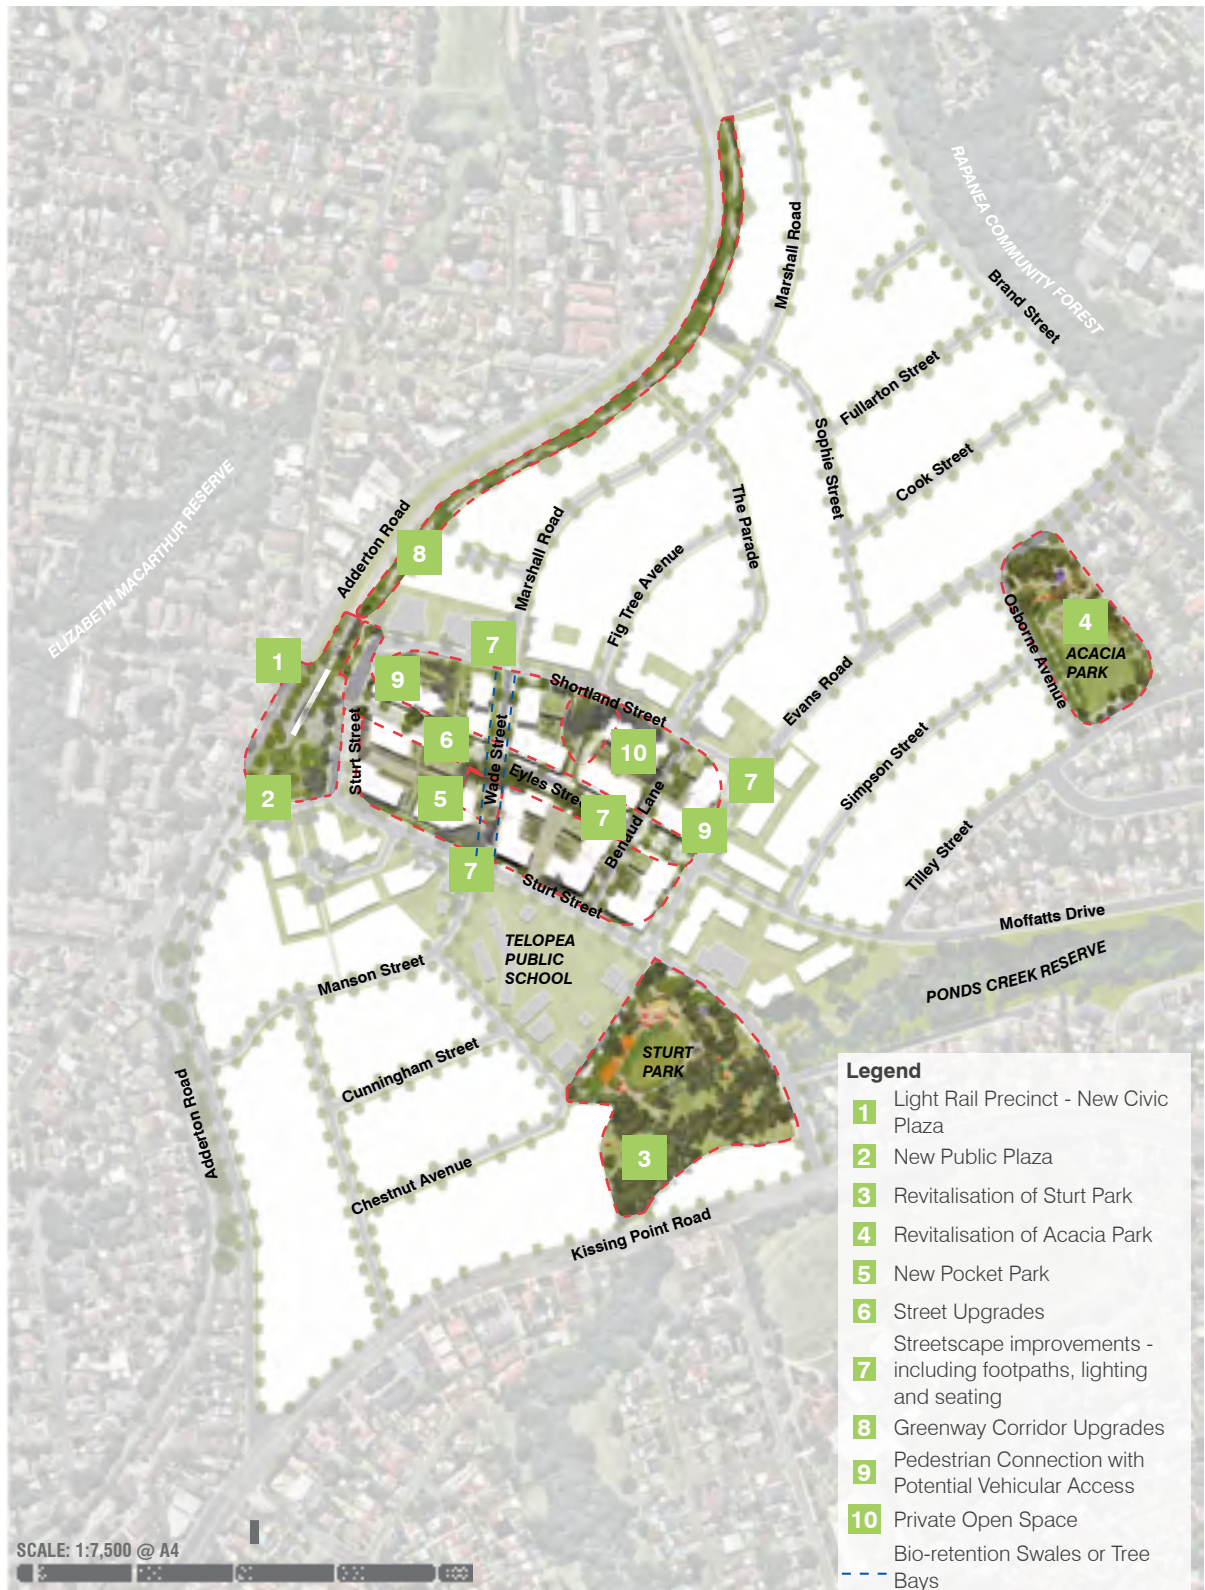 RAPANEA COMMUNITY FOREST
Marshall Road
Brand Street
Fullarton Street
Sophie Street
Cook Street
ELIZABETH MACARTHUR RESERVE
Adderton Road
8
Marshall Road
The Parade
Fig Tree Avenue
Osborne Avenue
4
ACACIA
PARK
1
7
9
Shortland Street
Evans Road
6
10
Sturt Street
Wade Street
Simpson Street
2
5
Eyles Stre
7
7
Benaud Lane
9
Tilley Street
7
Sturt Street
Moffatts Drive
TELOPEA
PUBLIC
SCHOOL
PONDS CREEK RESERVE
Manson Street
STURT
PARK
Cunningham Street
Adderton Road
3
Chestnut Avenue
Kissing Point Road
Legend
1 Light Rail Precinct - New Civic
Plaza
2 New Public Plaza
3 Revitalisation of Sturt Park
4 Revitalisation of Acacia Park
5 New Pocket Park
6 Street Upgrades
Streetscape improvements -
7 including footpaths, lighting
and seating
8 Greenway Corridor Upgrades
9 Pedestrian Connection with
Potential Vehicular Access
10 Private Open Space
Bio-retention Swales or Tree
Bays
SCALE: 1:7,500 @ A4